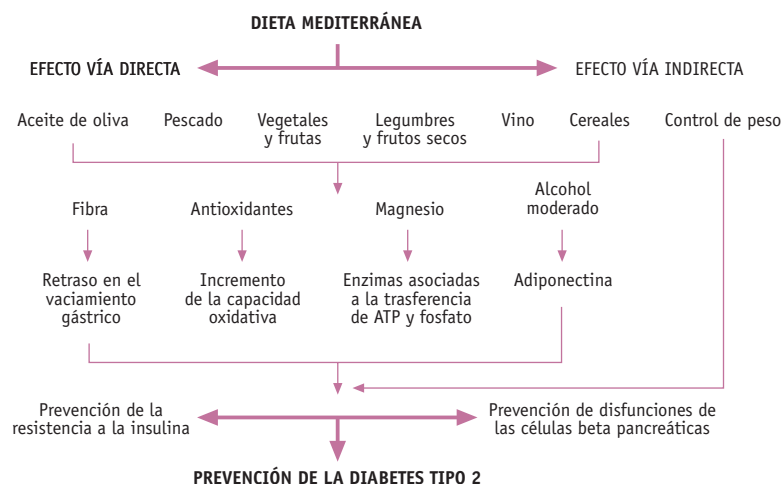 DIETA MEDITERRÁNEA
EFECTO VÍA DIRECTA
EFECTO VÍA INDIRECTA
Aceite de oliva
Pescado
Vegetales
y frutas
Legumbres
y frutos secos
Vino
Cereales
Control de peso
Fibra
Antioxidantes
Magnesio
Alcohol
moderado
Retraso en el
vaciamiento
gástrico
Incremento
de la capacidad
oxidativa
Enzimas asociadas
a la trasferencia
de ATP y fosfato
Adiponectina
Prevención de la
resistencia a la insulina
Prevención de disfunciones de
las células beta pancreáticas
PREVENCIÓN DE LA DIABETES TIPO 2